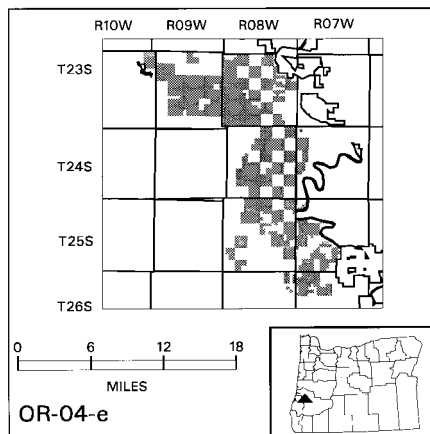 R10W R09W R08W R07W
T23S
T24S
T25S
T26S
0 6 12 18
MILES
OR-04-e